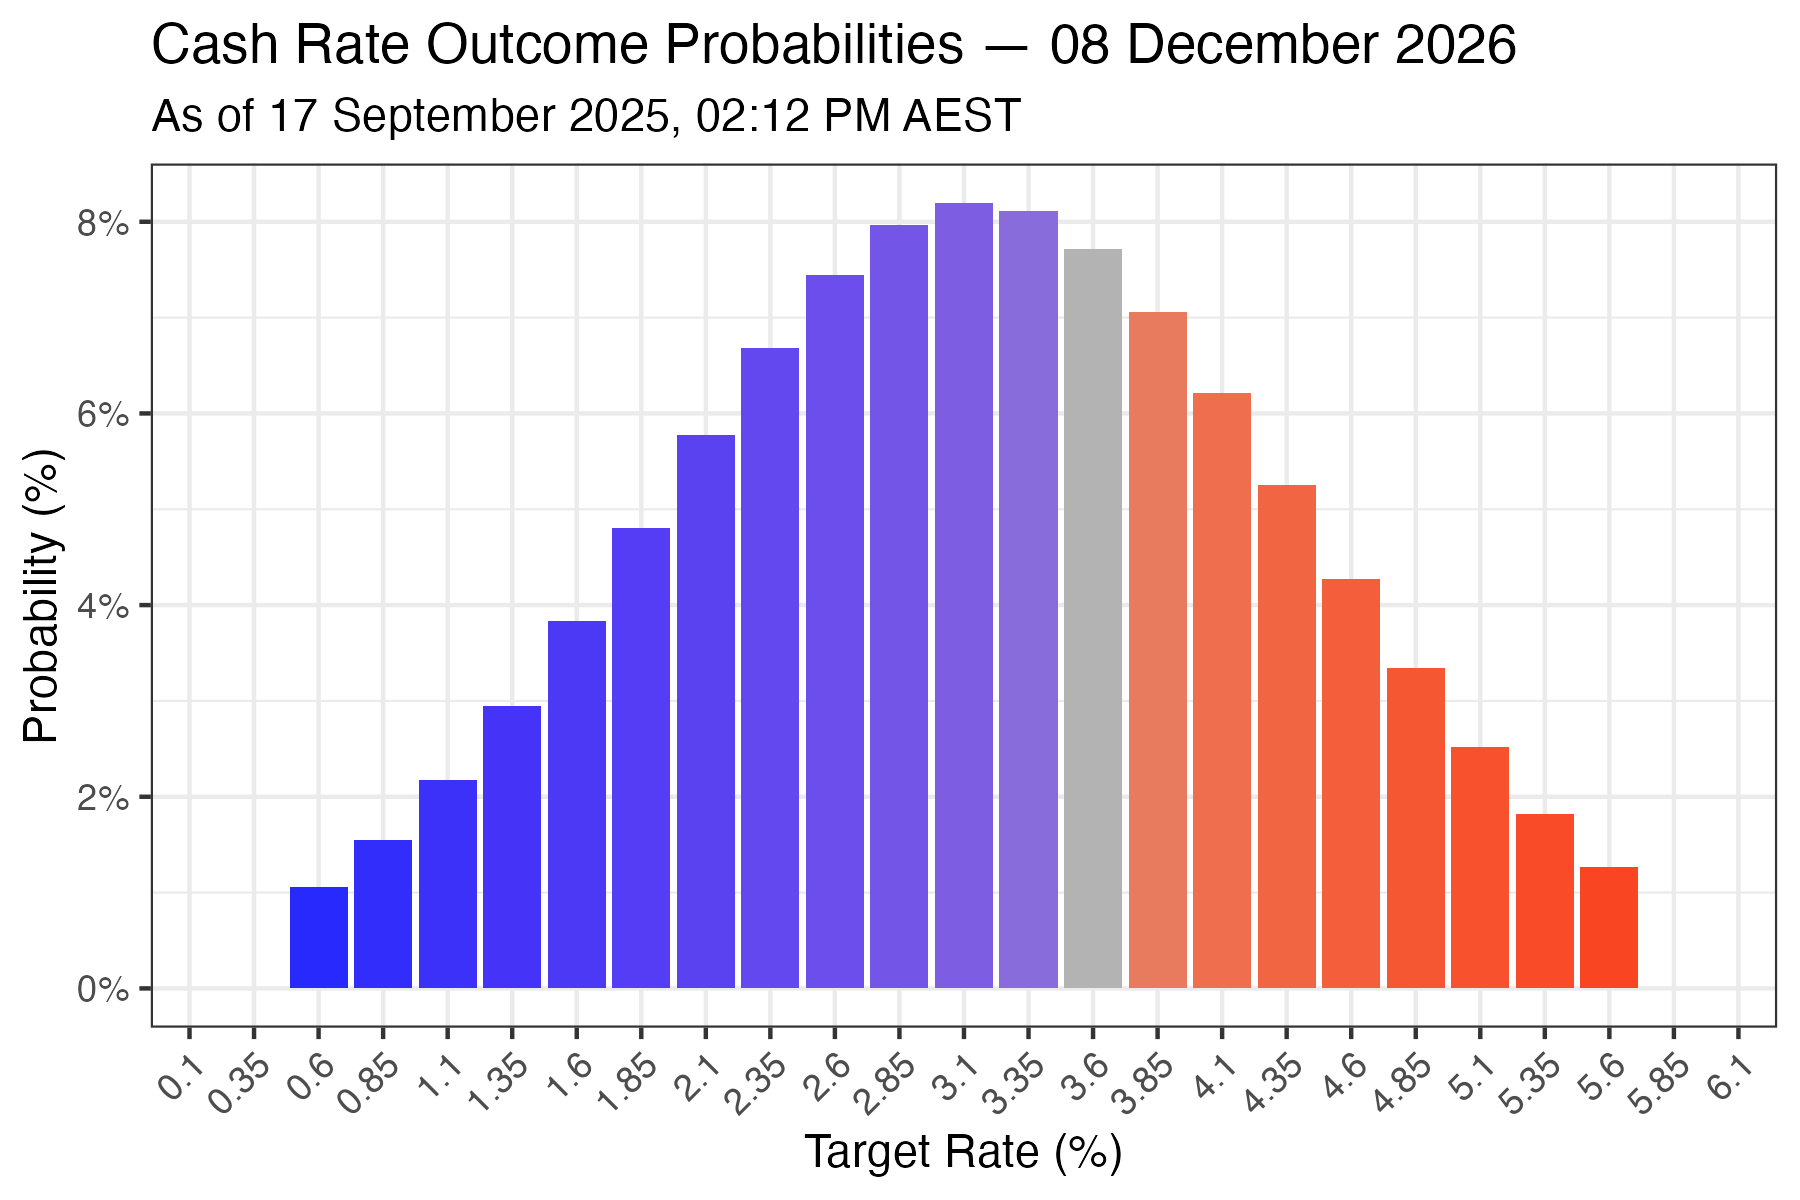 Cash Rate Outcome Probabilities — 08 December 2026
As of 17 September 2025, 02:12 PM AEST
Probability (%)
8%
6%
4%
2%
0%
0.1 0.35 0.6 0.85 1.1 1.35 1.6 1.85 2.1 2.35 2.6 2.85 3.1 3.35 3.6 3.85 4.1 4.35 4.6 4.85 5.1 5.35 5.6 5.85 6.1
Target Rate (%)